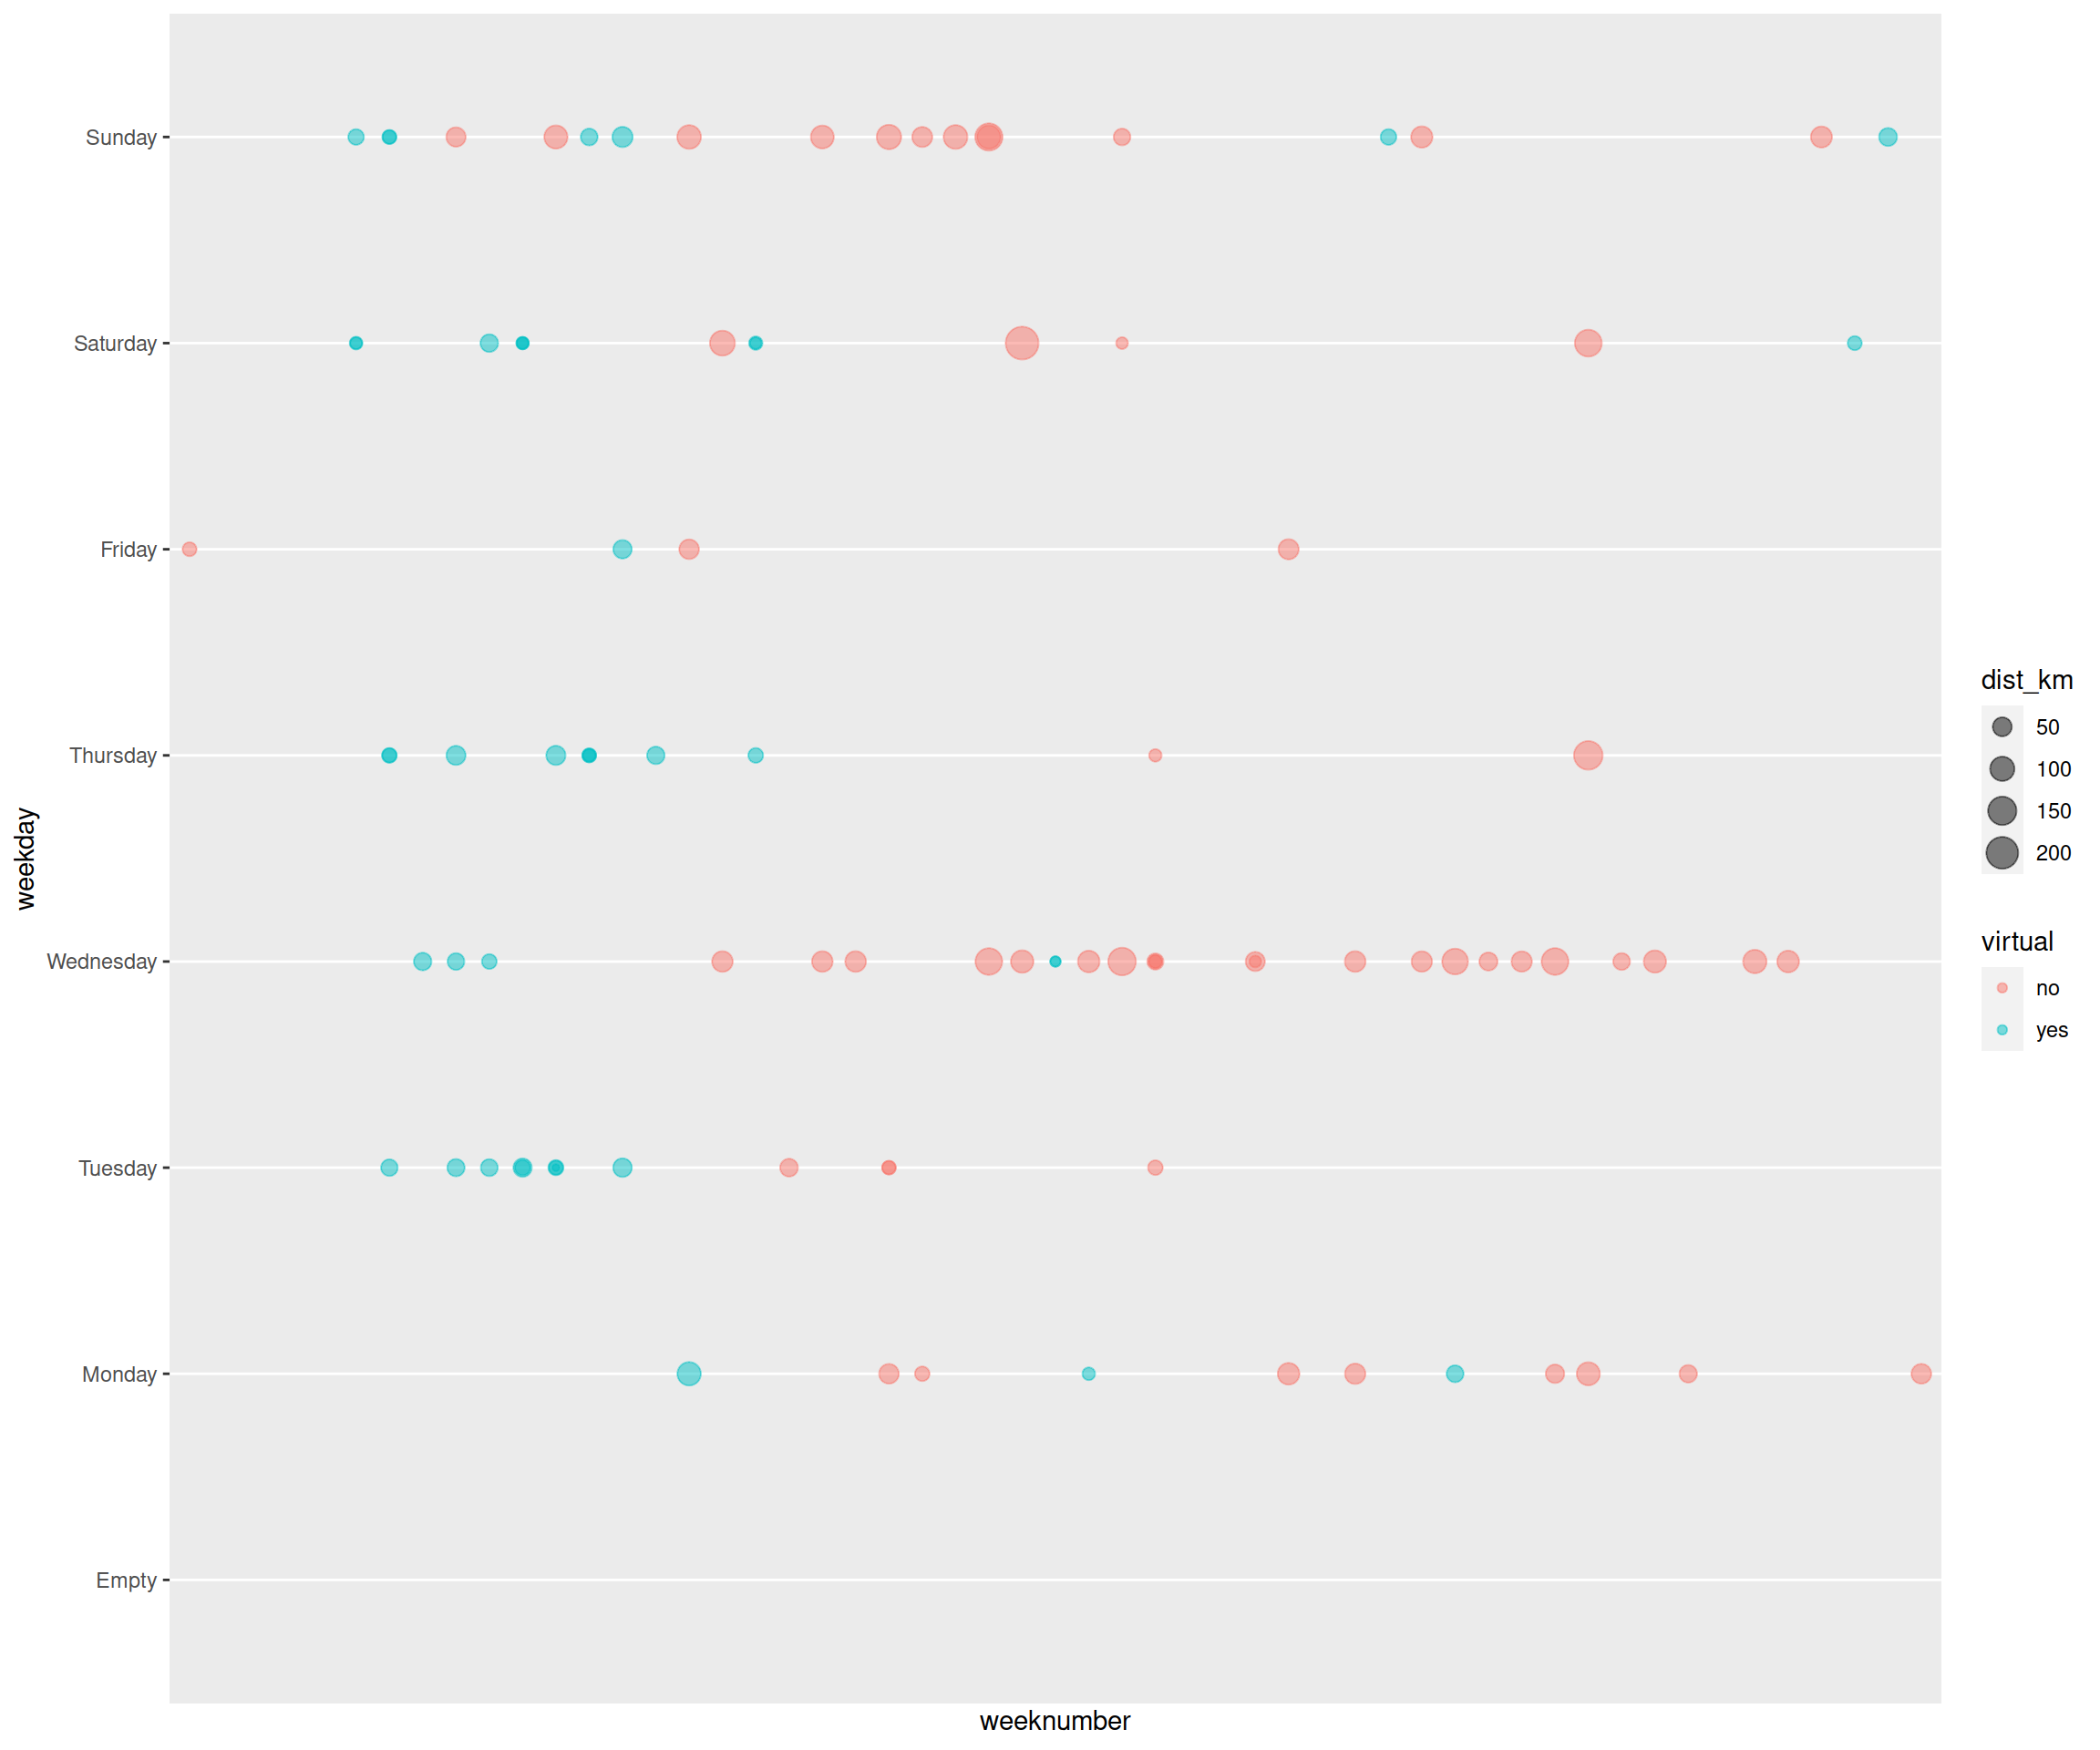 Sunday
Saturday
Friday
Thursday
Wednesday
Tuesday
Monday
Empty
weekday
weeknumber
dist_km
50
100
150
200
virtual
no
yes